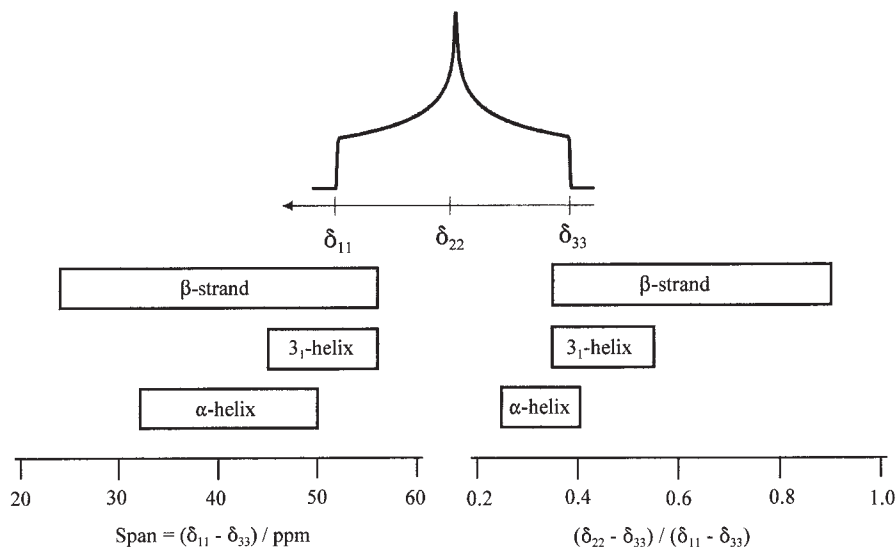 δ₁₁ δ₂₂ δ₃₃
β-strand β-strand
3₁-helix 3₁-helix
α-helix α-helix
20 30 40 50 60 0.2 0.4 0.6 0.8 1.0
Span = (δ₁₁ - δ₃₃) / ppm (δ₂₂ - δ₃₃) / (δ₁₁ - δ₃₃)